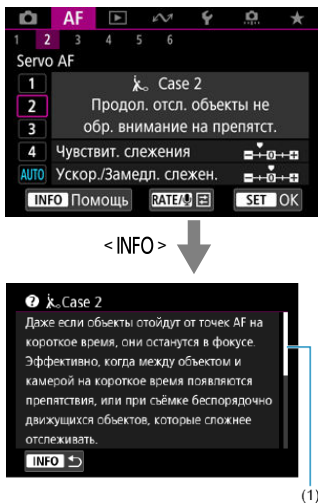 AF
1 2 3 4 5 6
Servo AF
1
2
3
4
AUTO
Case 2
Продол. отсл. объекты не
обр. внимание на препятст.
Чувствит. слежения
Ускор./Замедл. слежен.
INFO Помощь RATE/ SET OK
< INFO >
Case 2
Даже если объекты отойдут от точек AF на
короткое время, они останутся в фокусе.
Эффективно, когда между объектом и
камерой на короткое время появляются
препятствия, или при съёмке беспорядочно
движущихся объектов, которые сложнее
отслеживать.
INFO
(1)